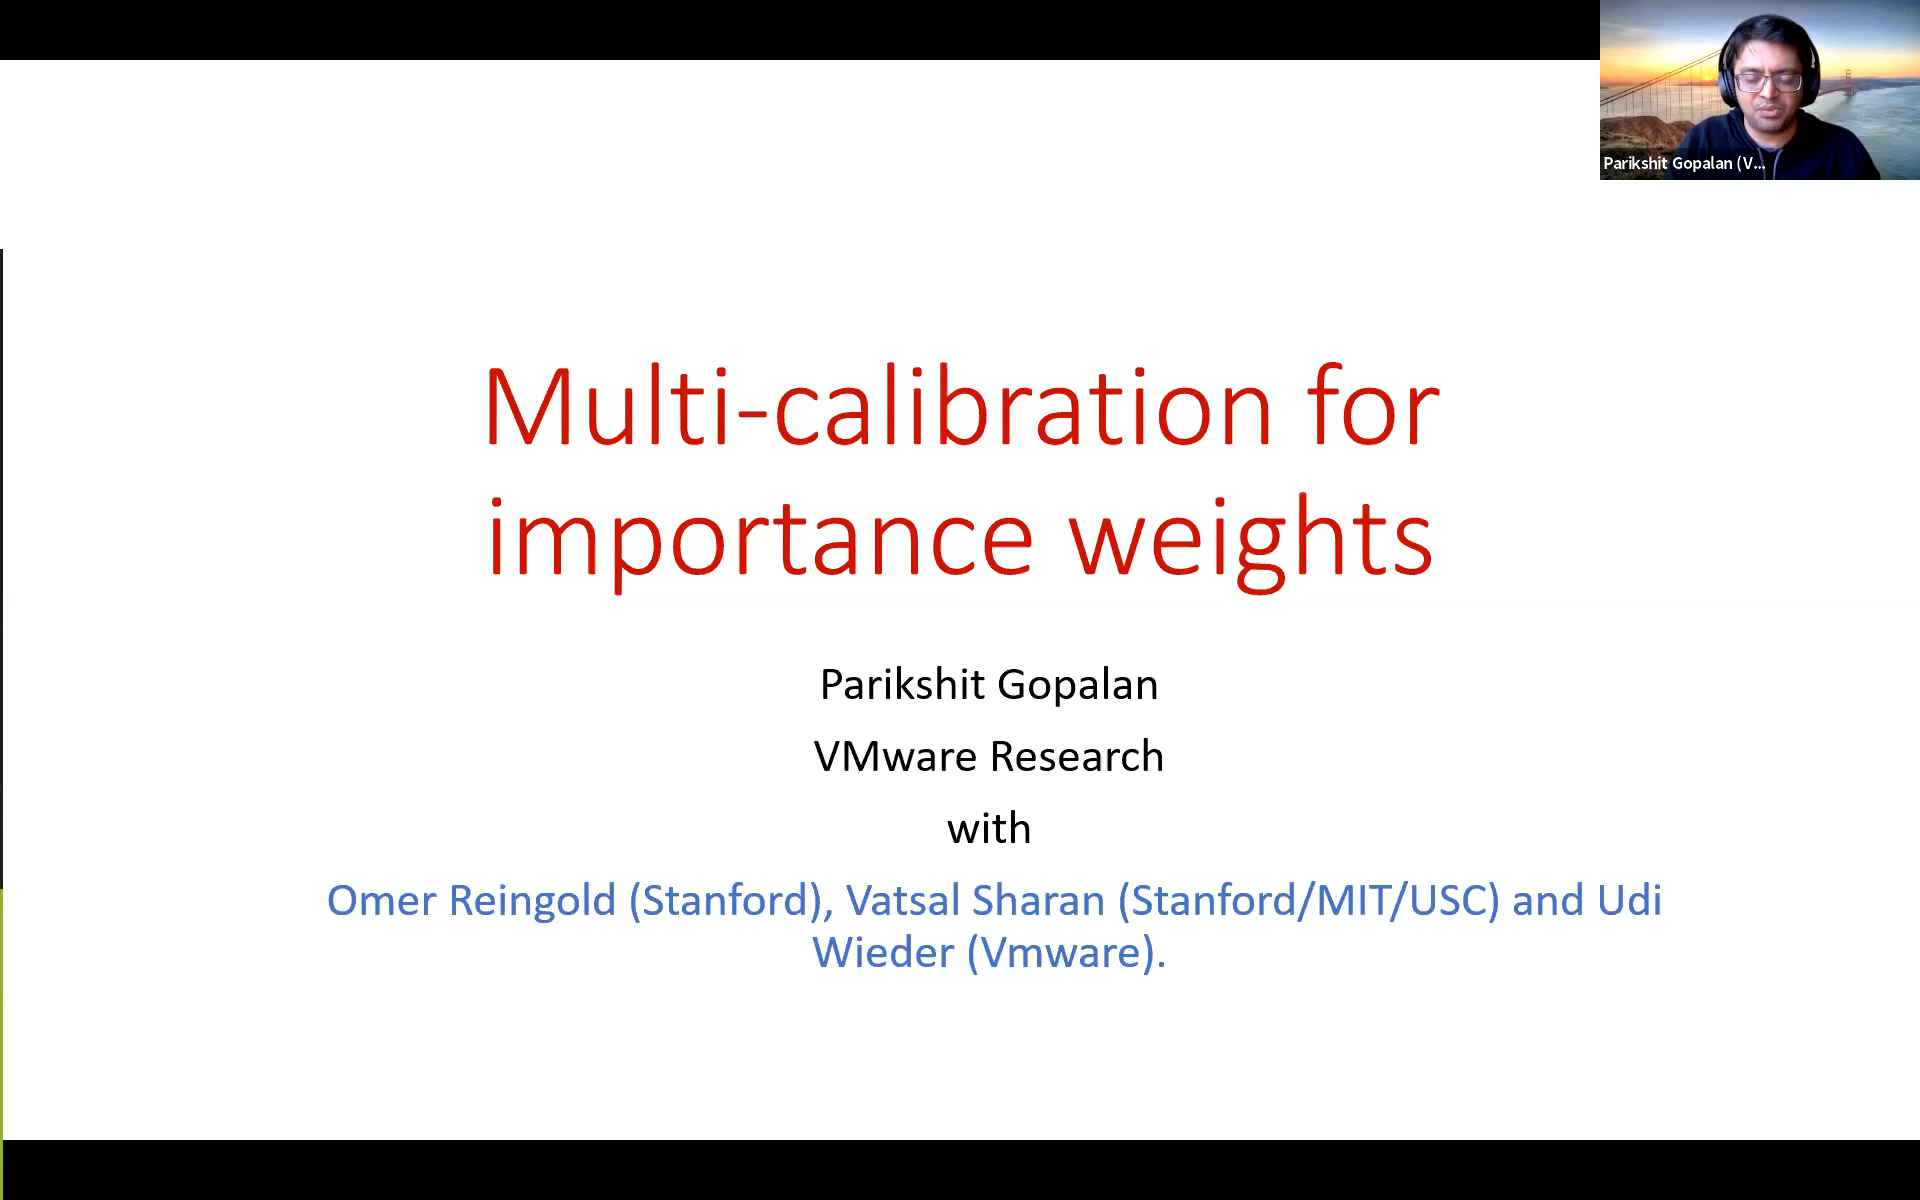 Parikshit Gopalan (V...
Multi-calibration for
importance weights
Parikshit Gopalan
VMware Research
with
Omer Reingold (Stanford), Vatsal Sharan (Stanford/MIT/USC) and Udi
Wieder (Vmware).